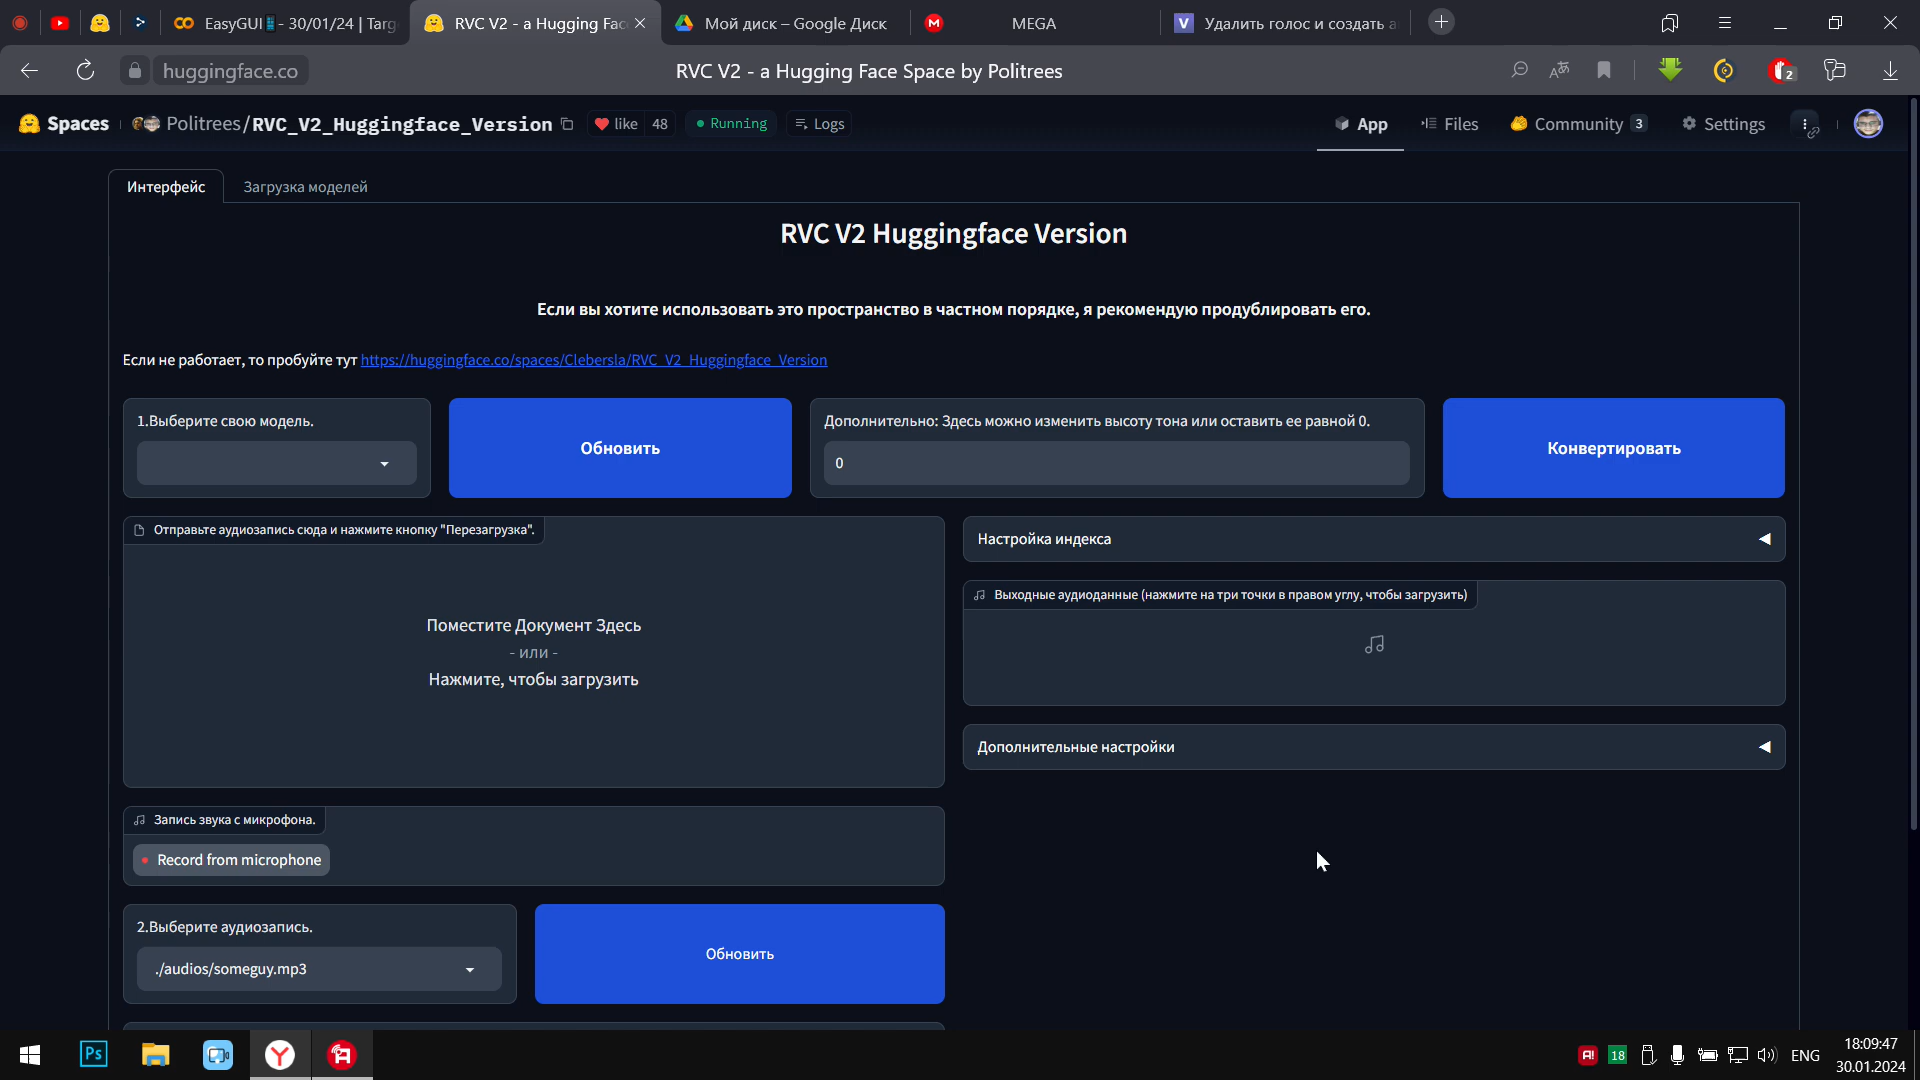 EasyGUI - 30/01/24 | Targ
RVC V2 - a Hugging Fac
Мой диск – Google Диск
MEGA
Удалить голос и создать а
huggingface.co
RVC V2 - a Hugging Face Space by Politrees
2
Spaces
Politrees/RVC_V2_Huggingface_Version
like 48
Running
Logs
App
Files
Community 3
Settings
Интерфейс
Загрузка моделей
RVC V2 Huggingface Version
Если вы хотите использовать это пространство в частном порядке, я рекомендую продублировать его.
Если не работает, то пробуйте тут https://huggingface.co/spaces/Clebersla/RVC_V2_Huggingface_Version
1.Выберите свою модель.
Обновить
Дополнительно: Здесь можно изменить высоту тона или оставить ее равной 0.
0
Конвертировать
Отправьте аудиозапись сюда и нажмите кнопку "Перезагрузка".
Поместите Документ Здесь
- или -
Нажмите, чтобы загрузить
Настройка индекса
Выходные аудиоданные (нажмите на три точки в правом углу, чтобы загрузить)
Дополнительные настройки
Запись звука с микрофона.
Record from microphone
2.Выберите аудиозапись.
./audios/someguy.mp3
Обновить
Ps
A!
18
ENG
18:09:47
30.01.2024